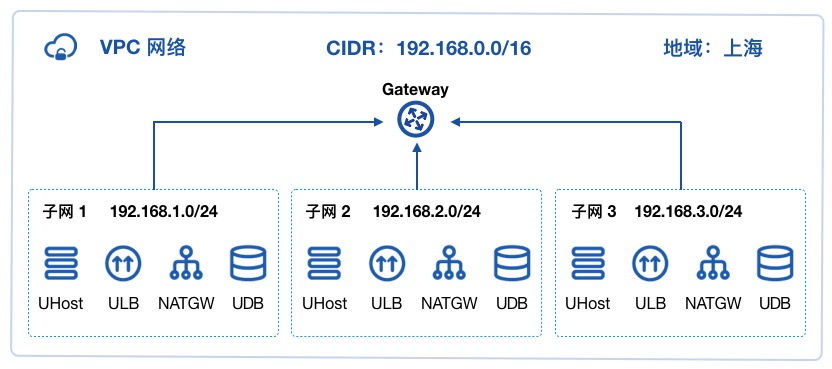 VPC 网络 CIDR：192.168.0.0/16 地域：上海
Gateway
子网 1 192.168.1.0/24
UHost ULB NATGW UDB
子网 2 192.168.2.0/24
UHost ULB NATGW UDB
子网 3 192.168.3.0/24
UHost ULB NATGW UDB